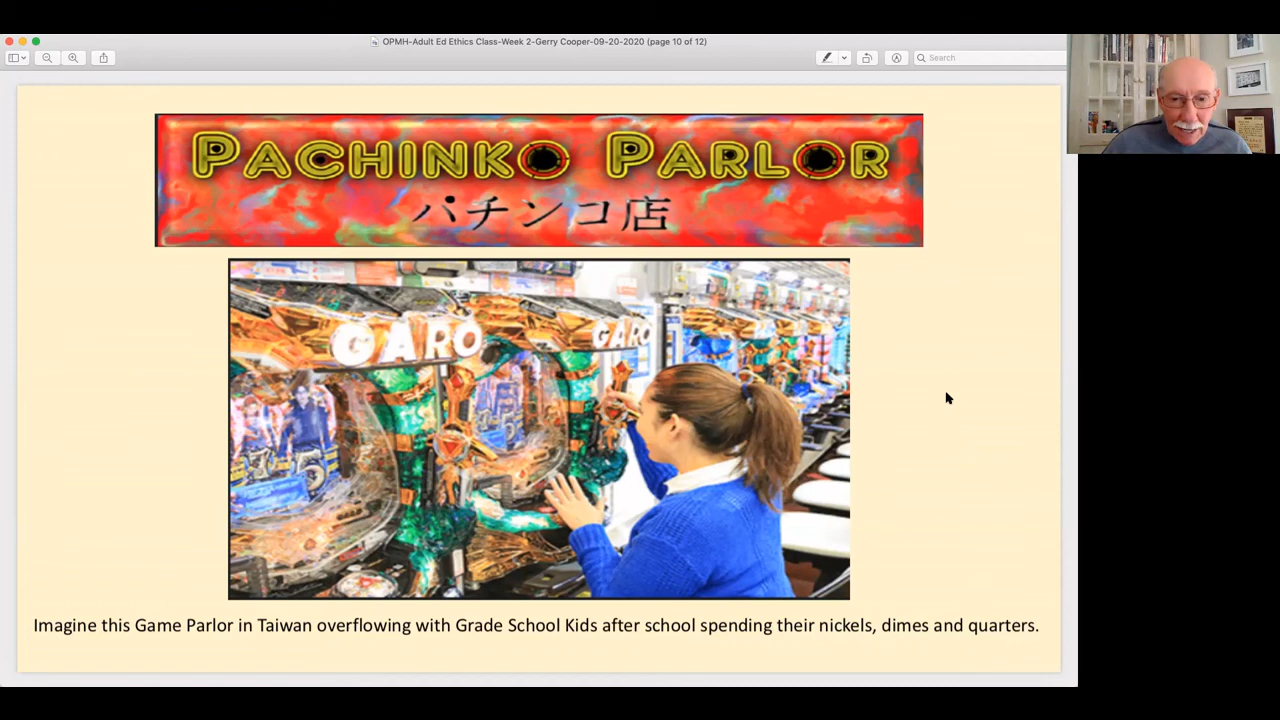 OPMH-Adult Ed Ethics Class-Week 2-Gerry Cooper-09-20-2020 (page 10 of 12)
Search
PACHINKO PARLOR
パチンコ店
GARO
GARO
Imagine this Game Parlor in Taiwan overflowing with Grade School Kids after school spending their nickels, dimes and quarters.